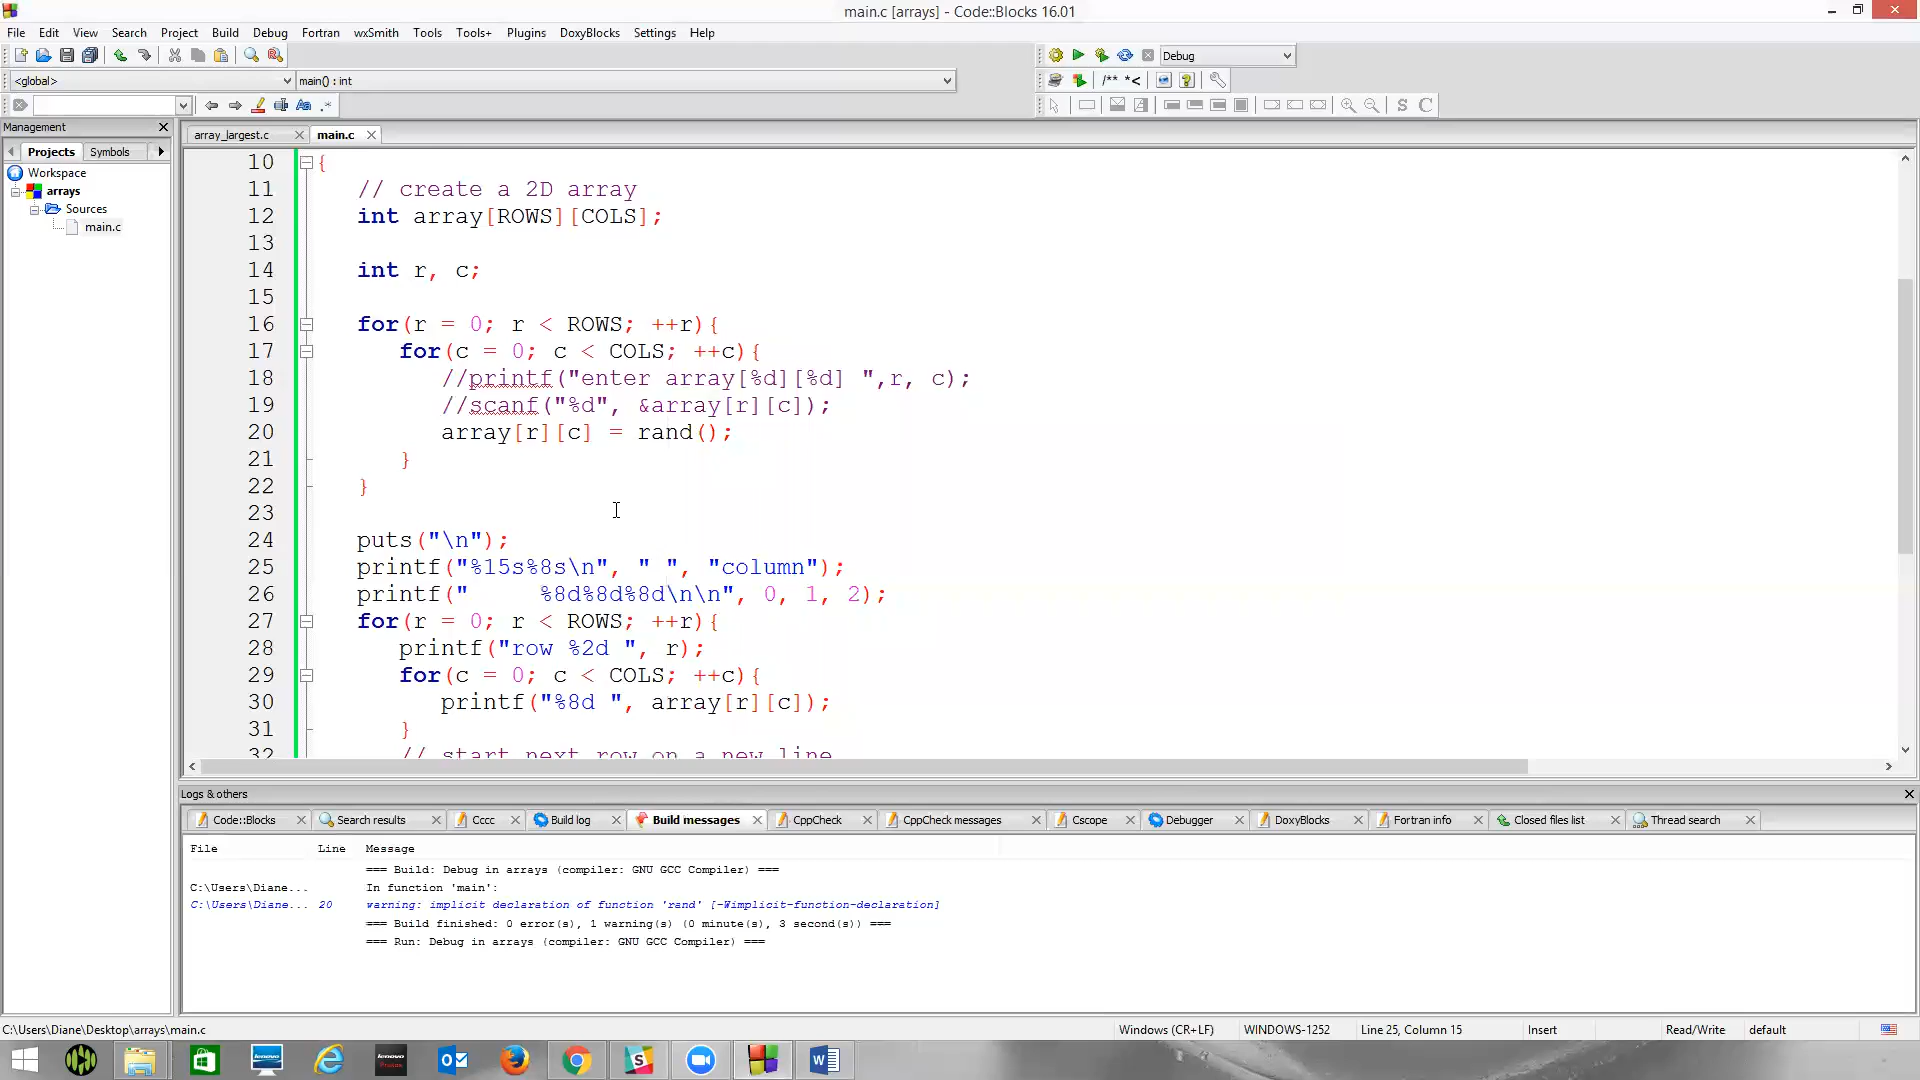 main.c [arrays] - Code::Blocks 16.01
File Edit View Search Project Build Debug Fortran wxSmith Tools Tools+ Plugins DoxyBlocks Settings Help
Debug
<global> main() : int
/** *<
Aa .*
S C
Management
array_largest.c main.c
Projects Symbols
Workspace
arrays
Sources
main.c
10 {
11 // create a 2D array
12 int array[ROWS][COLS];
13
14 int r, c;
15
16 for(r = 0; r < ROWS; ++r){
17 for(c = 0; c < COLS; ++c){
18 //printf("enter array[%d][%d] ",r, c);
19 //scanf("%d", &array[r][c]);
20 array[r][c] = rand();
21 }
22 }
23
24 puts("\n");
25 printf("%15s%8s\n", " ", "column");
26 printf("     %8d%8d%8d\n\n", 0, 1, 2);
27 for(r = 0; r < ROWS; ++r){
28 printf("row %2d ", r);
29 for(c = 0; c < COLS; ++c){
30 printf("%8d ", array[r][c]);
31 }
32 // start next row on a new line
Logs & others
Code::Blocks Search results Cccc Build log Build messages CppCheck CppCheck messages Cscope Debugger DoxyBlocks Fortran info Closed files list Thread search
File Line Message
=== Build: Debug in arrays (compiler: GNU GCC Compiler) ===
C:\Users\Diane... In function 'main':
C:\Users\Diane... 20 warning: implicit declaration of function 'rand' [-Wimplicit-function-declaration]
=== Build finished: 0 error(s), 1 warning(s) (0 minute(s), 3 second(s)) ===
=== Run: Debug in arrays (compiler: GNU GCC Compiler) ===
C:\Users\Diane\Desktop\arrays\main.c Windows (CR+LF) WINDOWS-1252 Line 25, Column 15 Insert Read/Write default